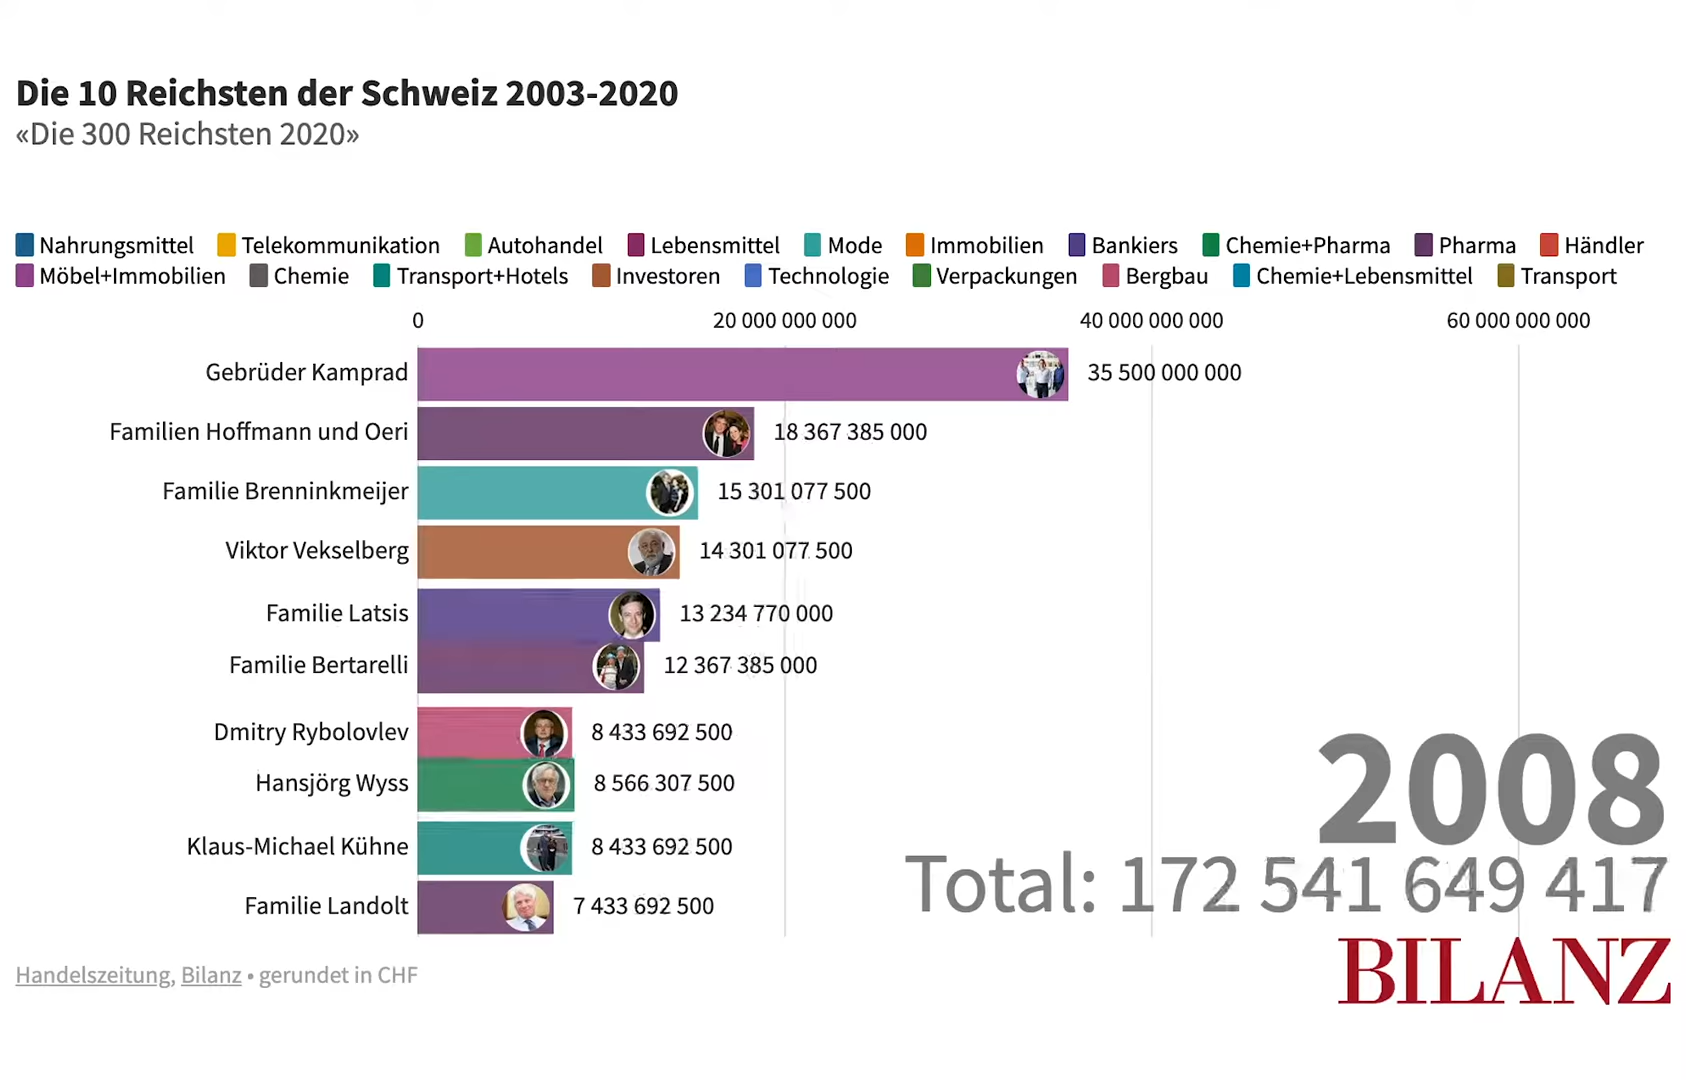 Die 10 Reichsten der Schweiz 2003-2020
«Die 300 Reichsten 2020»
Nahrungsmittel Telekommunikation Autohandel Lebensmittel Mode Immobilien Bankiers Chemie+Pharma Pharma Händler
Möbel+Immobilien Chemie Transport+Hotels Investoren Technologie Verpackungen Bergbau Chemie+Lebensmittel Transport
0 20 000 000 000 40 000 000 000 60 000 000 000
Gebrüder Kamprad 35 500 000 000
Familien Hoffmann und Oeri 18 367 385 000
Familie Brenninkmeijer 15 301 077 500
Viktor Vekselberg 14 301 077 500
Familie Latsis 13 234 770 000
Familie Bertarelli 12 367 385 000
Dmitry Rybolovlev 8 433 692 500
Hansjörg Wyss 8 566 307 500
Klaus-Michael Kühne 8 433 692 500
Familie Landolt 7 433 692 500
2008
Total: 172 541 649 417
BILANZ
Handelszeitung, Bilanz • gerundet in CHF